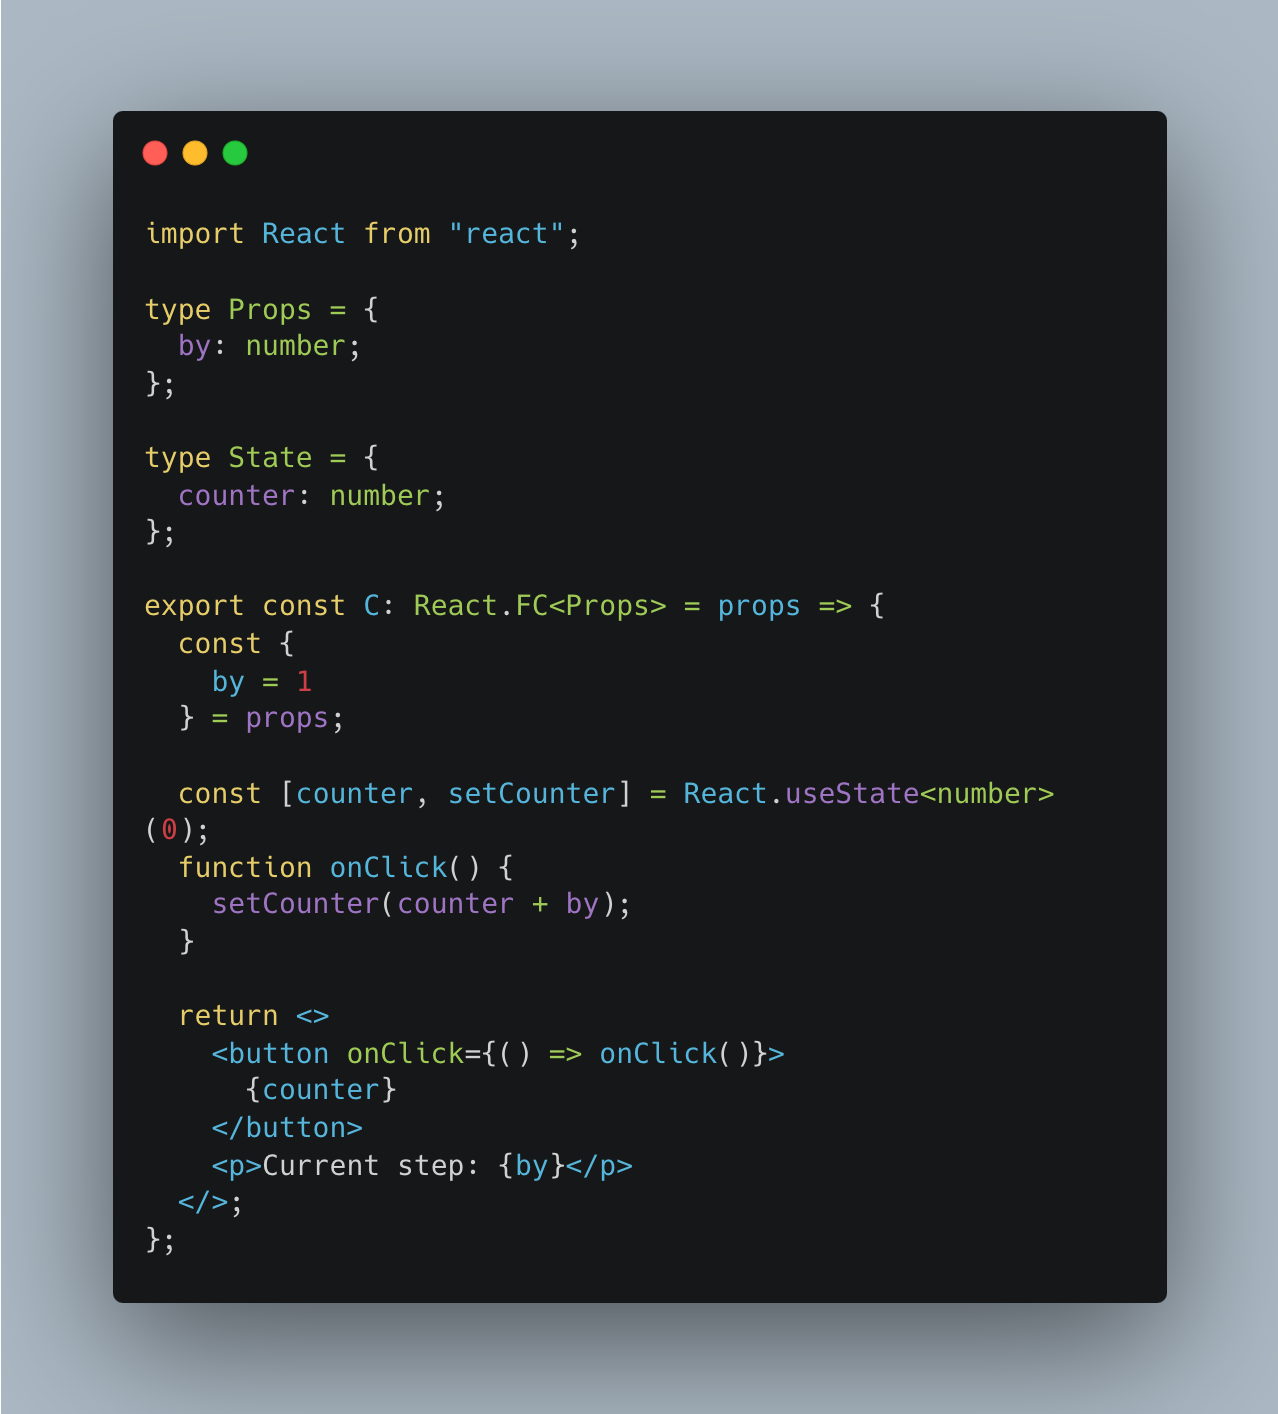 import React from "react";

type Props = {
  by: number;
};

type State = {
  counter: number;
};

export const C: React.FC<Props> = props => {
  const {
    by = 1
  } = props;

  const [counter, setCounter] = React.useState<number>
(0);
  function onClick() {
    setCounter(counter + by);
  }

  return <>
    <button onClick={() => onClick()}>
      {counter}
    </button>
    <p>Current step: {by}</p>
  </>;
};